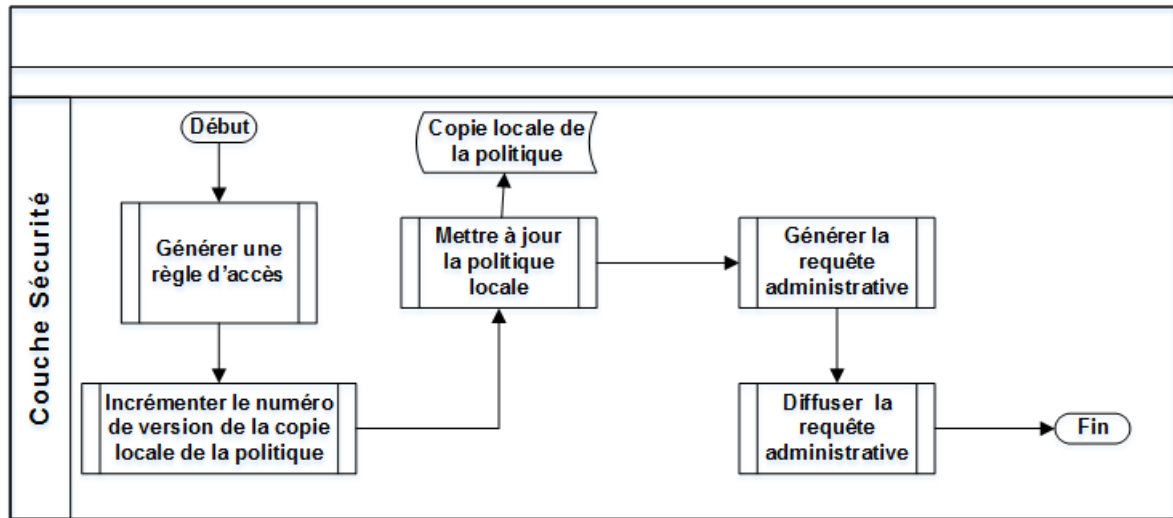 Couche Sécurité
Début
Générer une
règle d'accès
Incrémenter le numéro
de version de la copie
locale de la politique
Copie locale de
la politique
Mettre à jour
la politique
locale
Générer la
requête
administrative
Diffuser la
requête
administrative
Fin